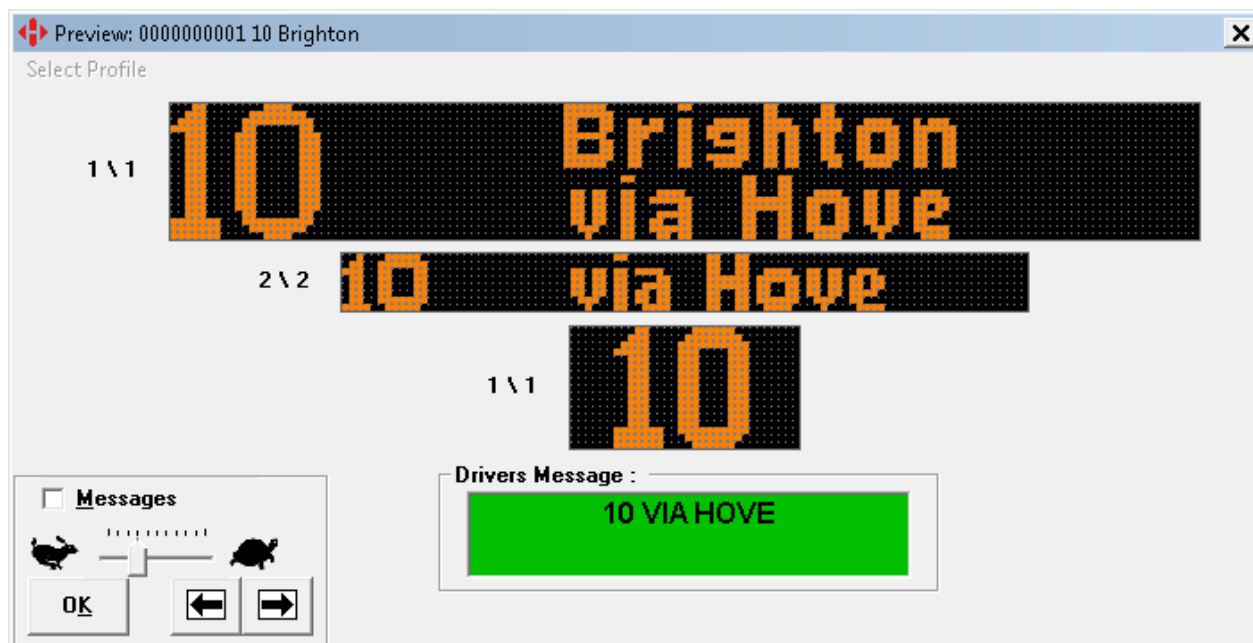 Preview: 0000000001 10 Brighton
Select Profile
1 \ 1
10 Brighton
via Hove
2 \ 2
10 via Hove
1 \ 1
10
Messages
Drivers Message :
10 VIA HOVE
OK